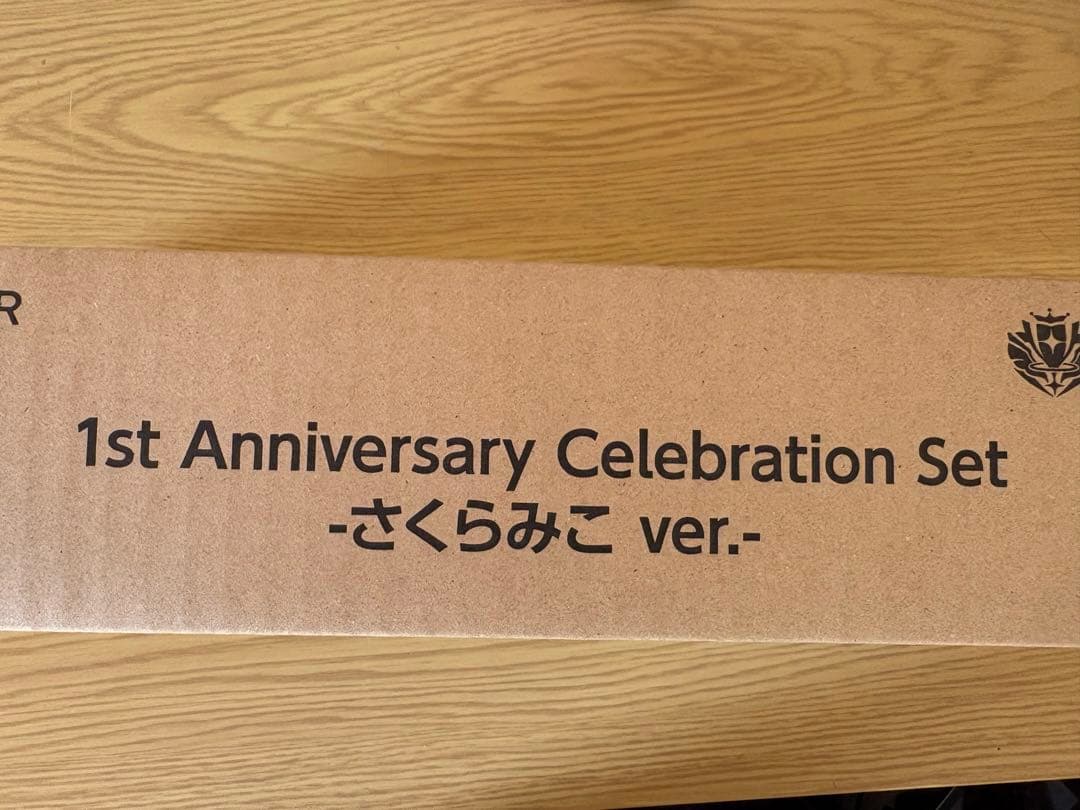 R
1st Anniversary Celebration Set
-さくらみこ ver.-